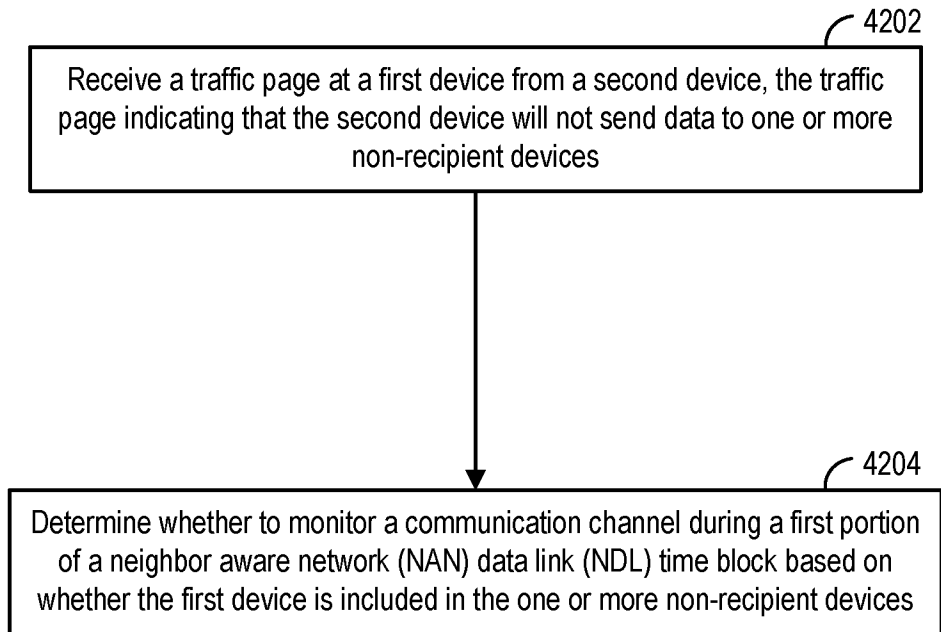 4202
Receive a traffic page at a first device from a second device, the traffic
page indicating that the second device will not send data to one or more
non-recipient devices
4204
Determine whether to monitor a communication channel during a first portion
of a neighbor aware network (NAN) data link (NDL) time block based on
whether the first device is included in the one or more non-recipient devices